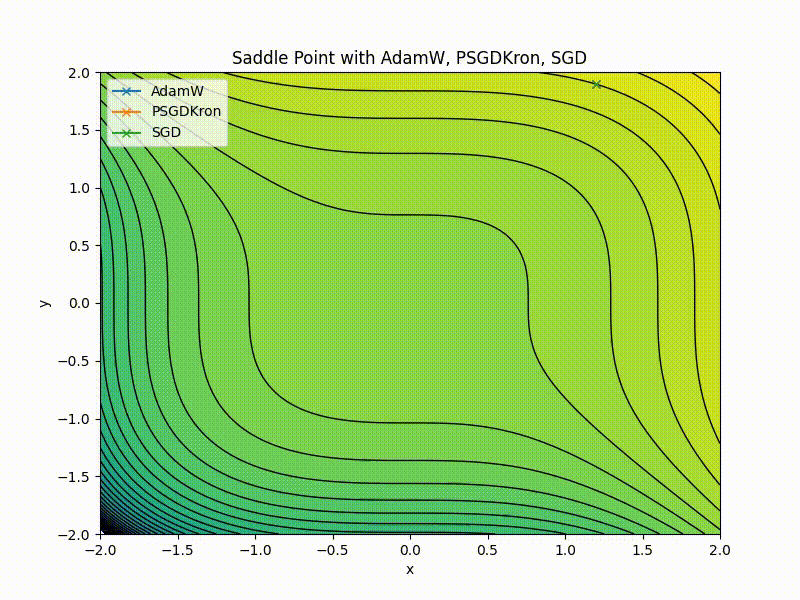 Saddle Point with AdamW, PSGDKron, SGD
AdamW
PSGDKron
SGD
2.0
1.5
1.0
0.5
0.0
−0.5
−1.0
−1.5
−2.0
y
−2.0 −1.5 −1.0 −0.5 0.0 0.5 1.0 1.5 2.0
x